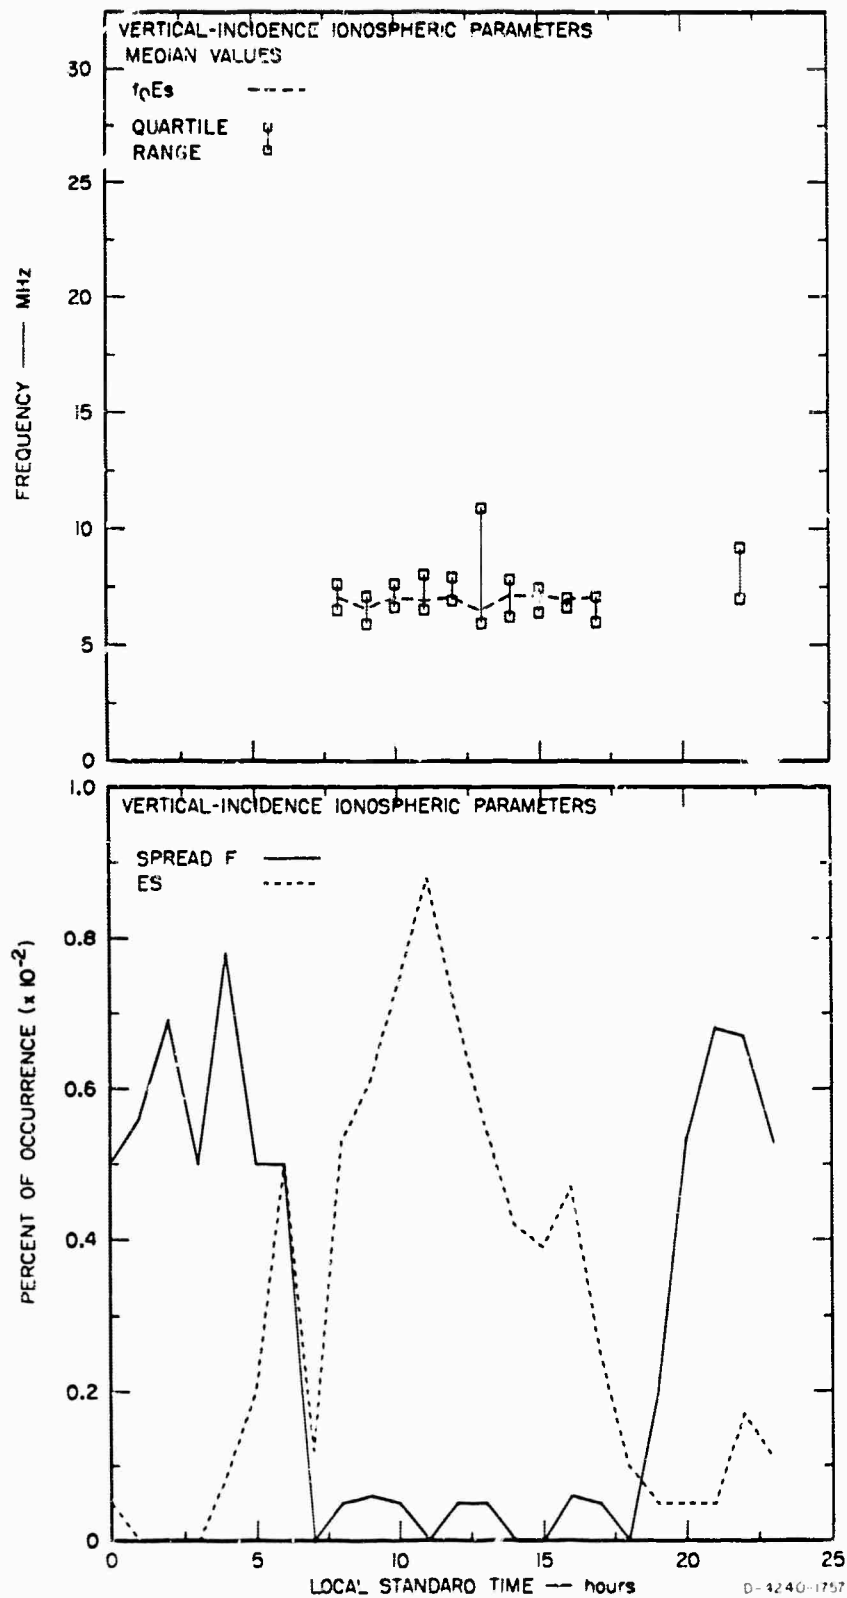 VERTICAL-INCIDENCE IONOSPHERIC PARAMETERS
MEDIAN VALUES
foEs
QUARTILE
RANGE
30
25
20
15
10
5
0
FREQUENCY — MHz
1.0
VERTICAL-INCIDENCE IONOSPHERIC PARAMETERS
SPREAD F
ES
0.8
0.6
0.4
0.2
0
PERCENT OF OCCURRENCE (x 10-2)
0 5 10 15 20 25
LOCAL STANDARD TIME — hours
D-4240-1757